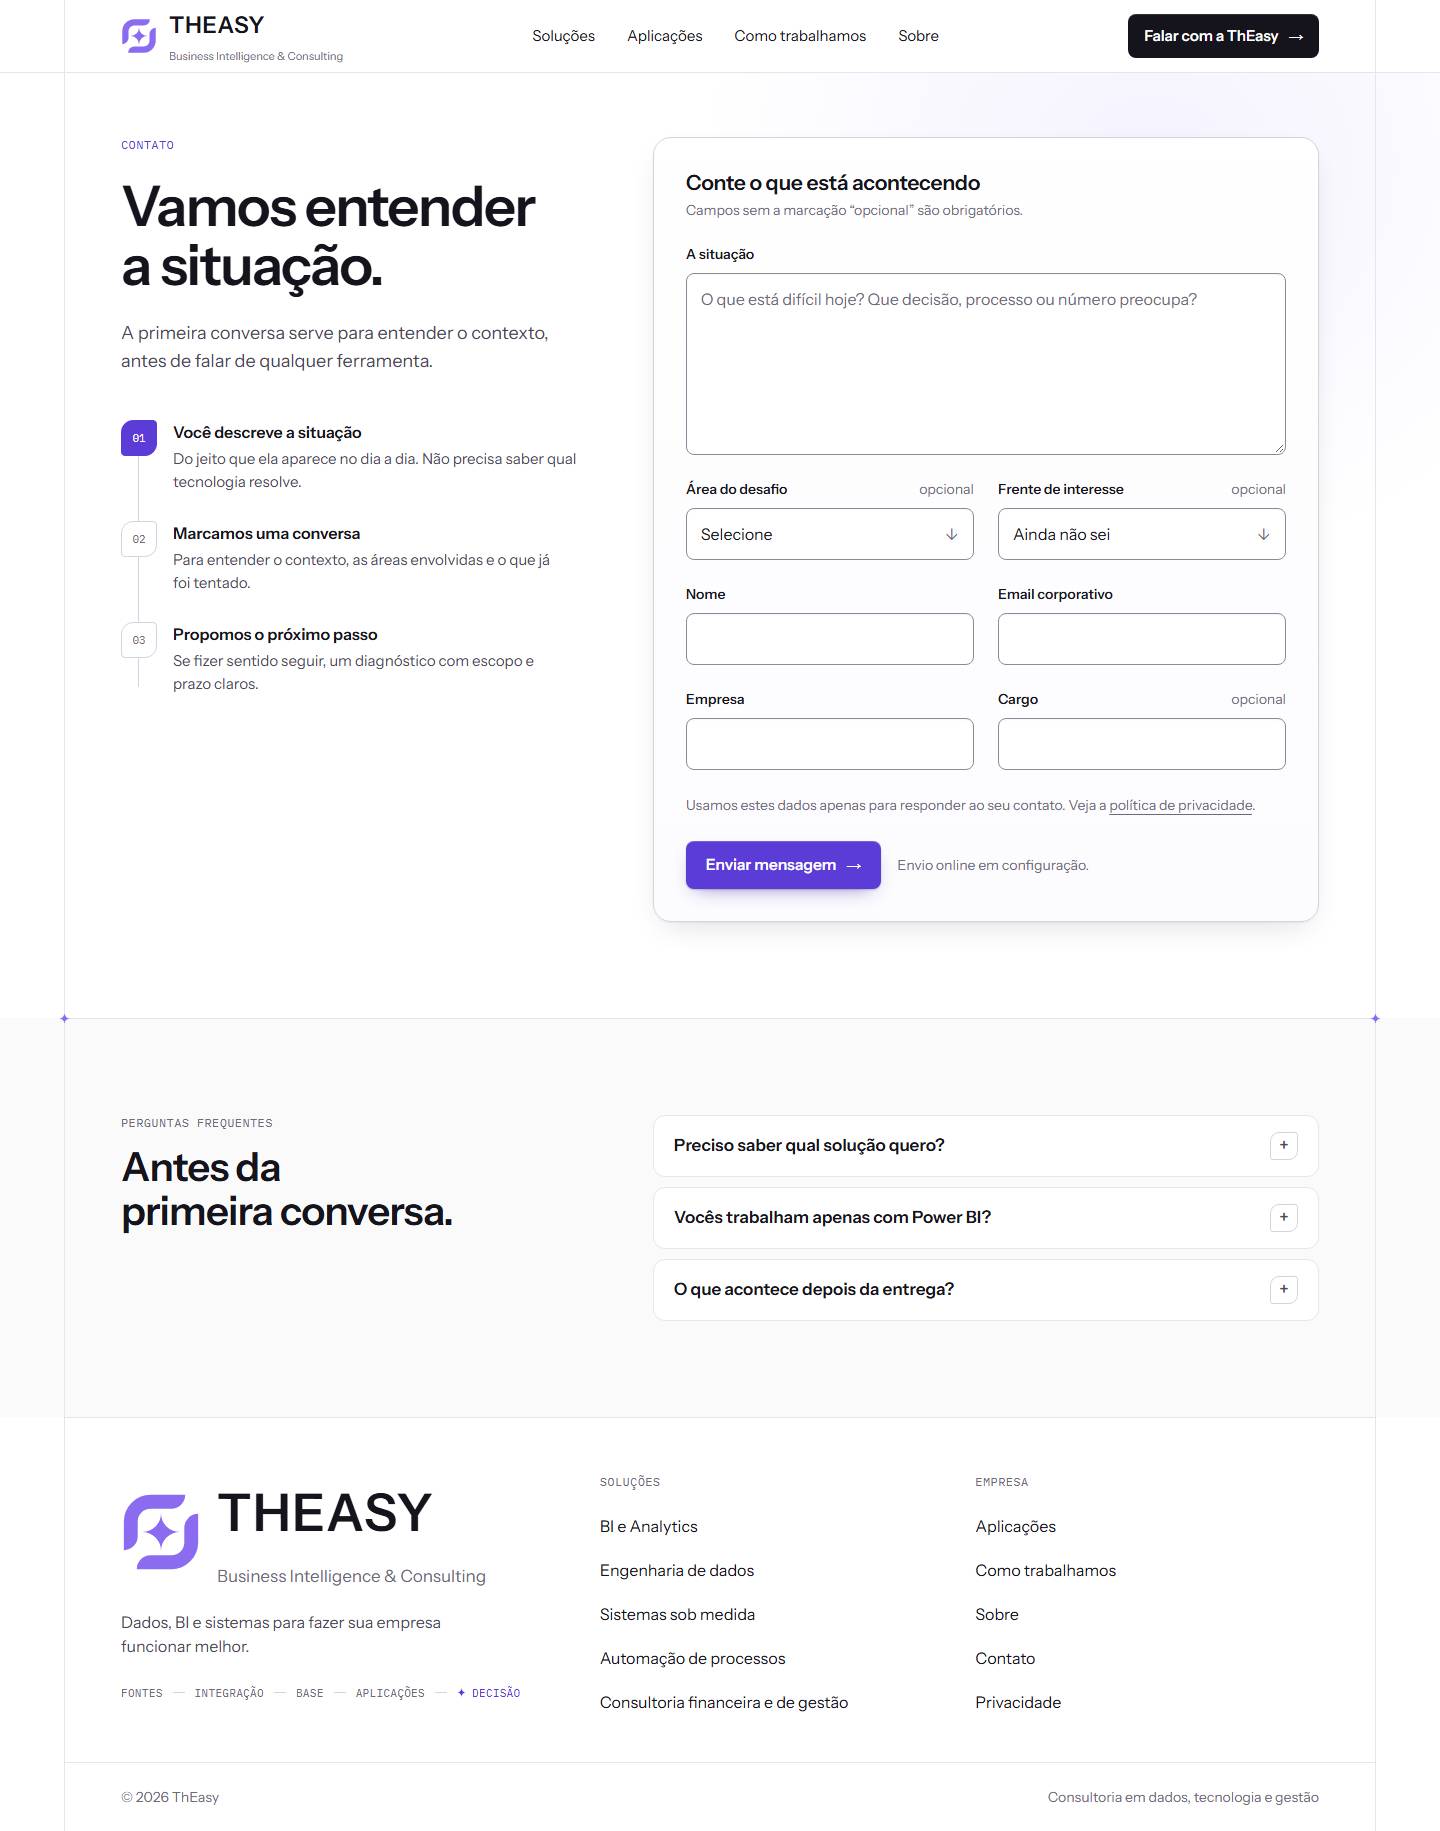 THEASY
Business Intelligence & Consulting
Soluções
Aplicações
Como trabalhamos
Sobre
Falar com a ThEasy →
CONTATO
Vamos entender
a situação.
A primeira conversa serve para entender o contexto,
antes de falar de qualquer ferramenta.
01
Você descreve a situação
Do jeito que ela aparece no dia a dia. Não precisa saber qual
tecnologia resolve.
02
Marcamos uma conversa
Para entender o contexto, as áreas envolvidas e o que já
foi tentado.
03
Propomos o próximo passo
Se fizer sentido seguir, um diagnóstico com escopo e
prazo claros.
Conte o que está acontecendo
Campos sem a marcação “opcional” são obrigatórios.
A situação
O que está difícil hoje? Que decisão, processo ou número preocupa?
Área do desafio opcional
Selecione ↓
Frente de interesse opcional
Ainda não sei ↓
Nome
Email corporativo
Empresa
Cargo opcional
Usamos estes dados apenas para responder ao seu contato. Veja a política de privacidade.
Enviar mensagem →
Envio online em configuração.
PERGUNTAS FREQUENTES
Antes da
primeira conversa.
Preciso saber qual solução quero? +
Vocês trabalham apenas com Power BI? +
O que acontece depois da entrega? +
THEASY
Business Intelligence & Consulting
Dados, BI e sistemas para fazer sua empresa
funcionar melhor.
FONTES — INTEGRAÇÃO — BASE — APLICAÇÕES — ✦ DECISÃO
SOLUÇÕES
BI e Analytics
Engenharia de dados
Sistemas sob medida
Automação de processos
Consultoria financeira e de gestão
EMPRESA
Aplicações
Como trabalhamos
Sobre
Contato
Privacidade
© 2026 ThEasy
Consultoria em dados, tecnologia e gestão